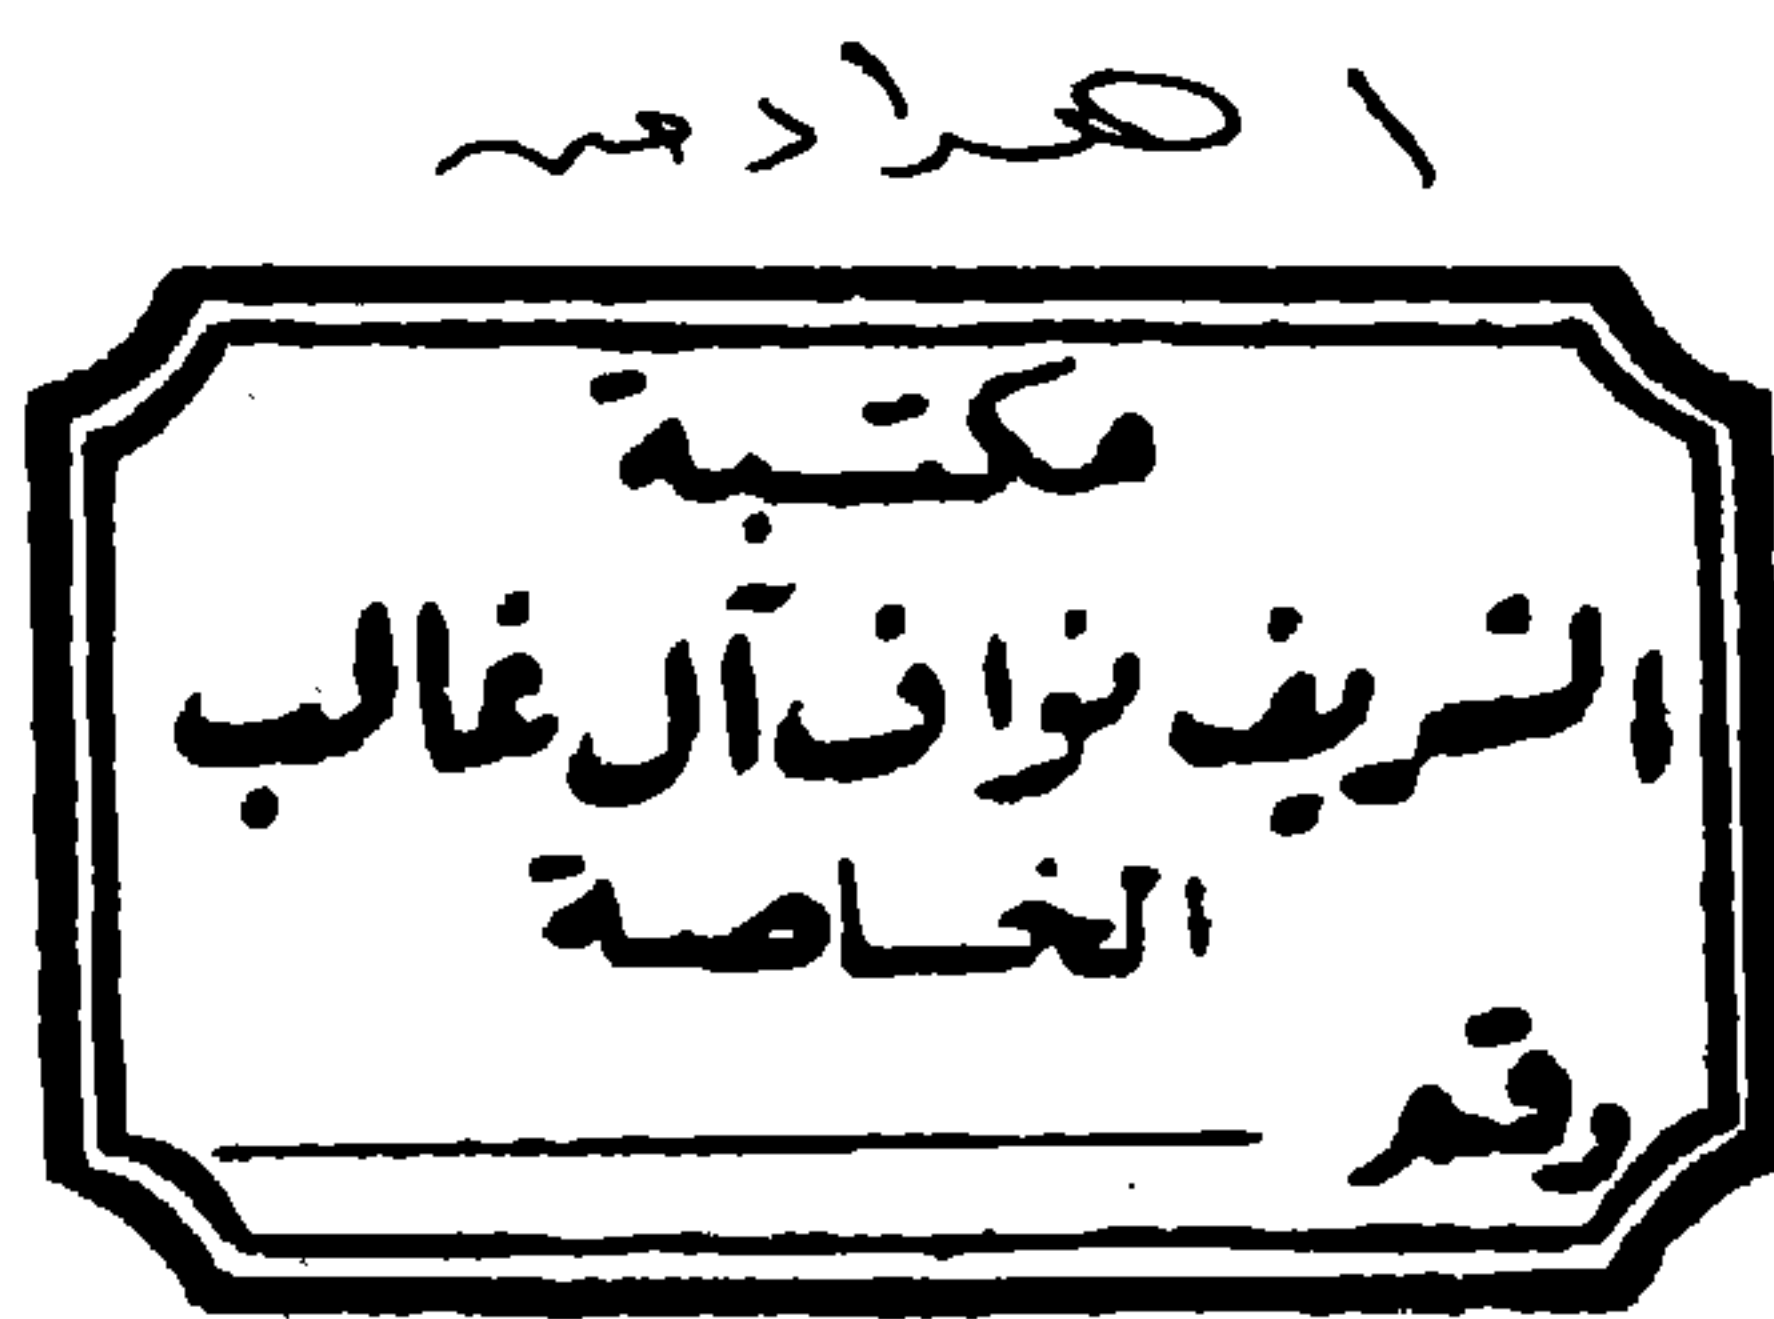 مكتبة
الشريف نواف آل غالب
الخاصة
رقم